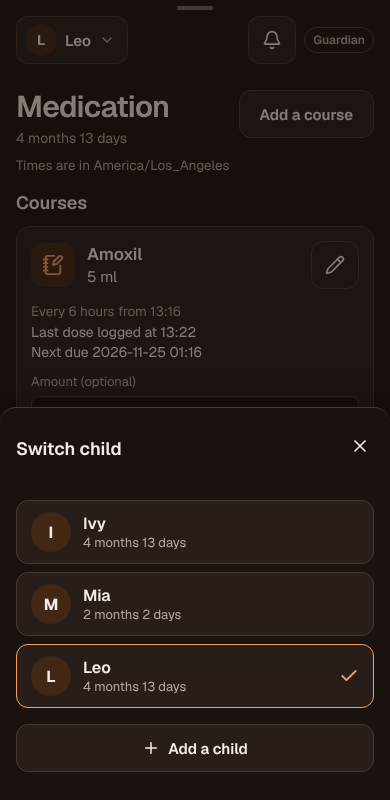 L Leo
Guardian
Medication
Add a course
4 months 13 days
Times are in America/Los_Angeles
Courses
Amoxil
5 ml
Every 6 hours from 13:16
Last dose logged at 13:22
Next due 2026-11-25 01:16
Amount (optional)
Switch child
I
Ivy
4 months 13 days
M
Mia
2 months 2 days
L
Leo
4 months 13 days
Add a child